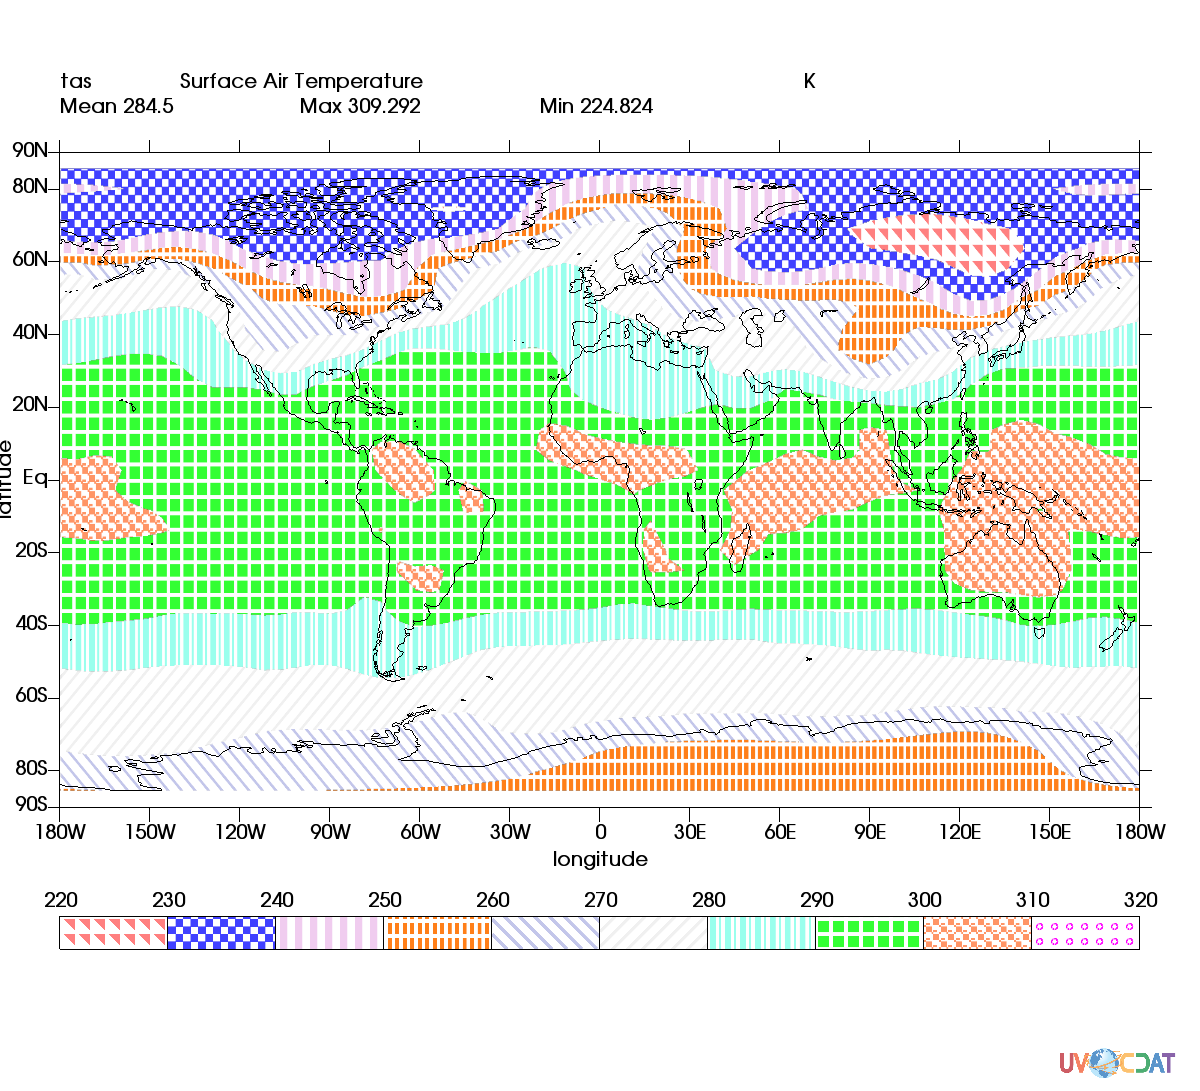 tas Surface Air Temperature K
Mean 284.5 Max 309.292 Min 224.824
90N
80N
60N
40N
20N
Eq
20S
40S
60S
80S
90S
latitude
180W 150W 120W 90W 60W 30W 0 30E 60E 90E 120E 150E 180W
longitude
220 230 240 250 260 270 280 290 300 310 320
UV CDAT